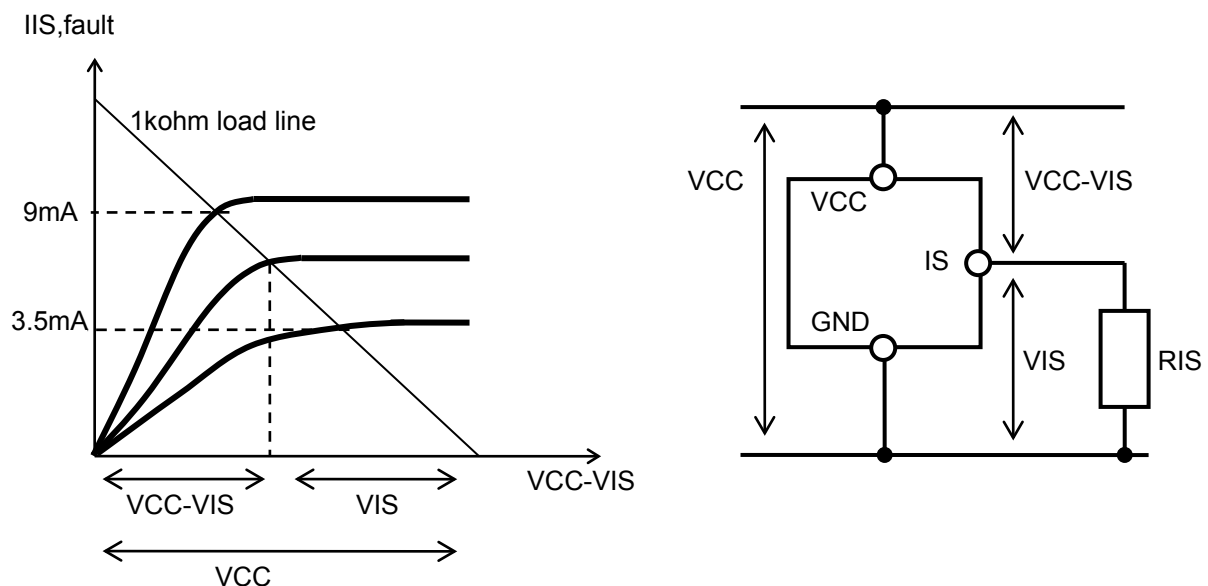 IIS,fault
1kohm load line
9mA
3.5mA
VCC-VIS
VCC-VIS
VIS
VCC
VCC
VCC-VIS
VCC
IS
GND
VIS
RIS